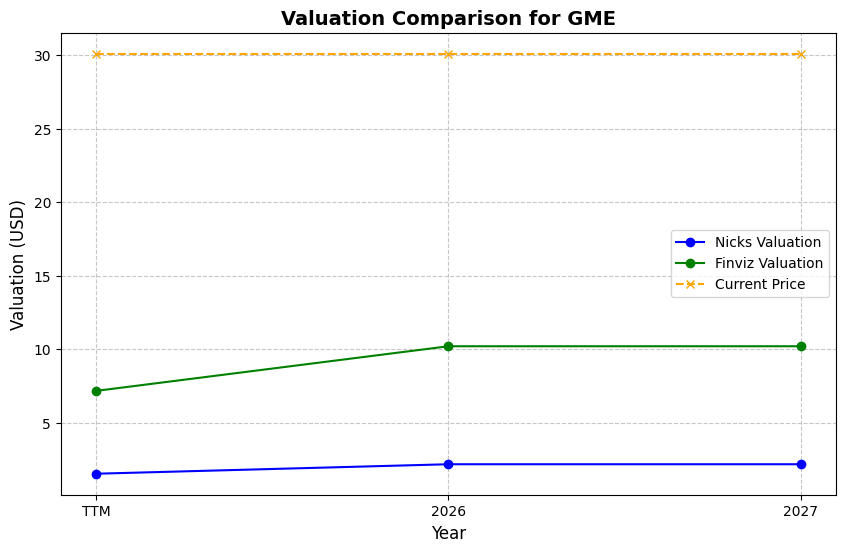 Valuation Comparison for GME
Valuation (USD)
30
25
20
15
10
5
Nicks Valuation
Finviz Valuation
Current Price
TTM
2026
2027
Year